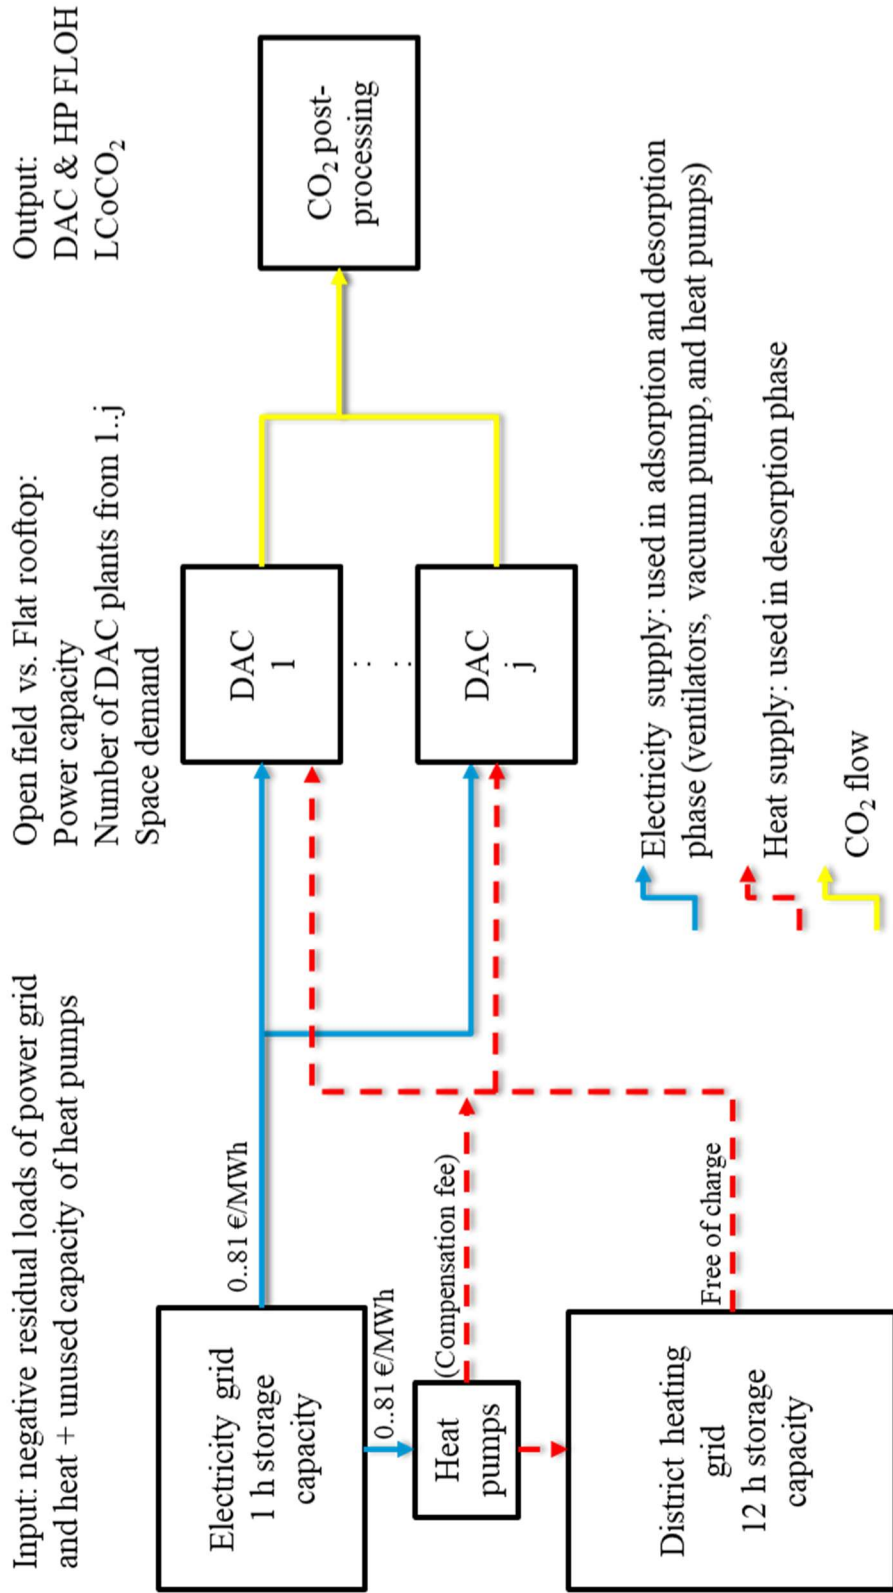 Input: negative residual loads of power grid
and heat + unused capacity of heat pumps
Open field vs. Flat rooftop:
Power capacity
Number of DAC plants from 1..j
Space demand
Output:
DAC & HP FLOH
LCoCO₂
Electricity grid
1 h storage
capacity
0..81 €/MWh
0..81 €/MWh
Heat
pumps
(Compensation fee)
District heating
grid
12 h storage
capacity
Free of charge
DAC
1
: :
DAC
j
CO₂ post-
processing
Electricity supply: used in adsorption and desorption
phase (ventilators, vacuum pump, and heat pumps)
Heat supply: used in desorption phase
CO₂ flow